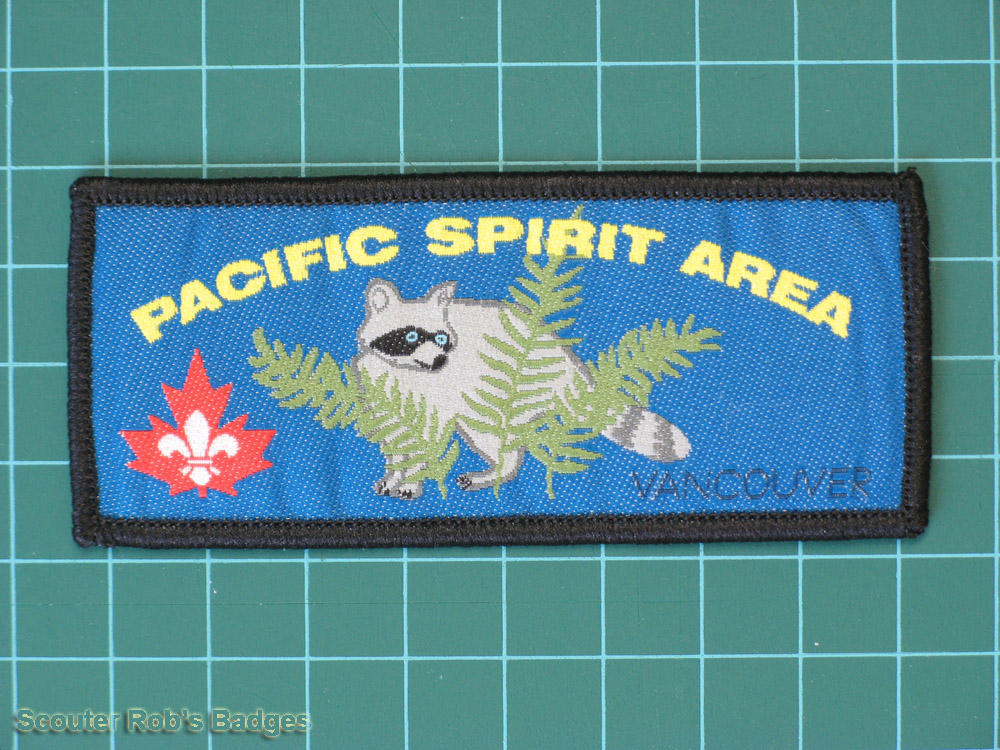 PACIFIC SPIRIT AREA
VANCOUVER
Scouter Rob's Badges